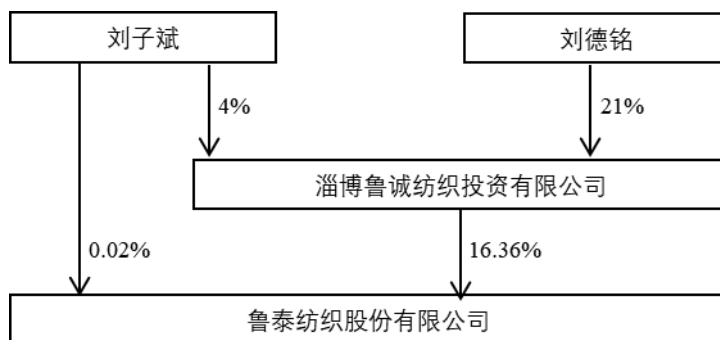 刘子斌
刘德铭
4%
21%
淄博鲁诚纺织投资有限公司
0.02%
16.36%
鲁泰纺织股份有限公司